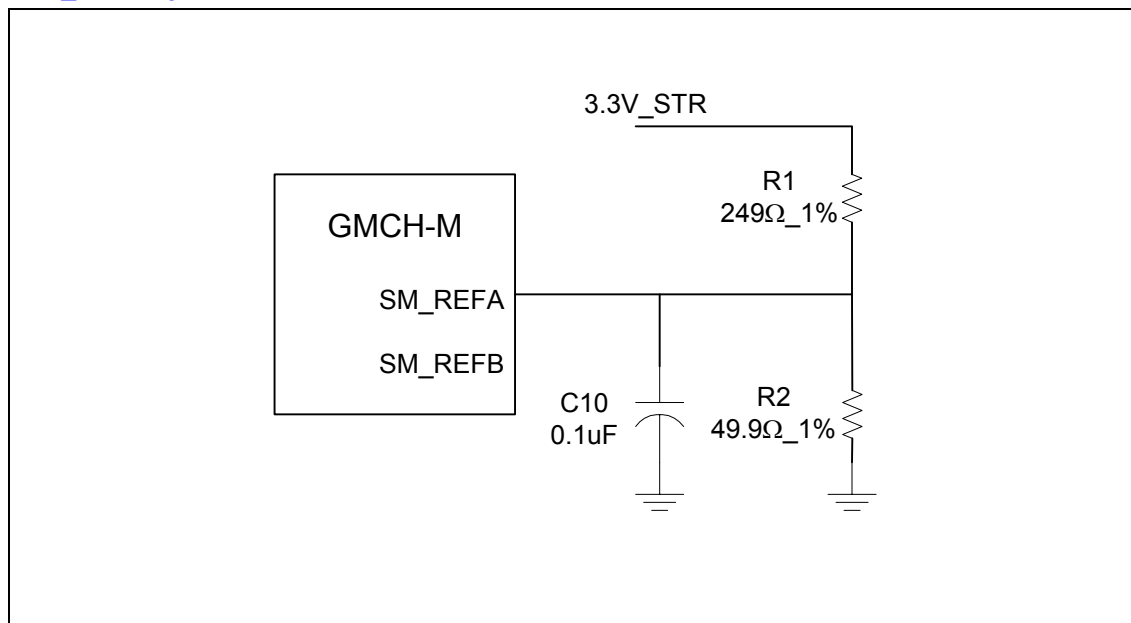 3.3V_STR
R1
249Ω_1%
GMCH-M
SM_REFA
SM_REFB
C10
0.1uF
R2
49.9Ω_1%